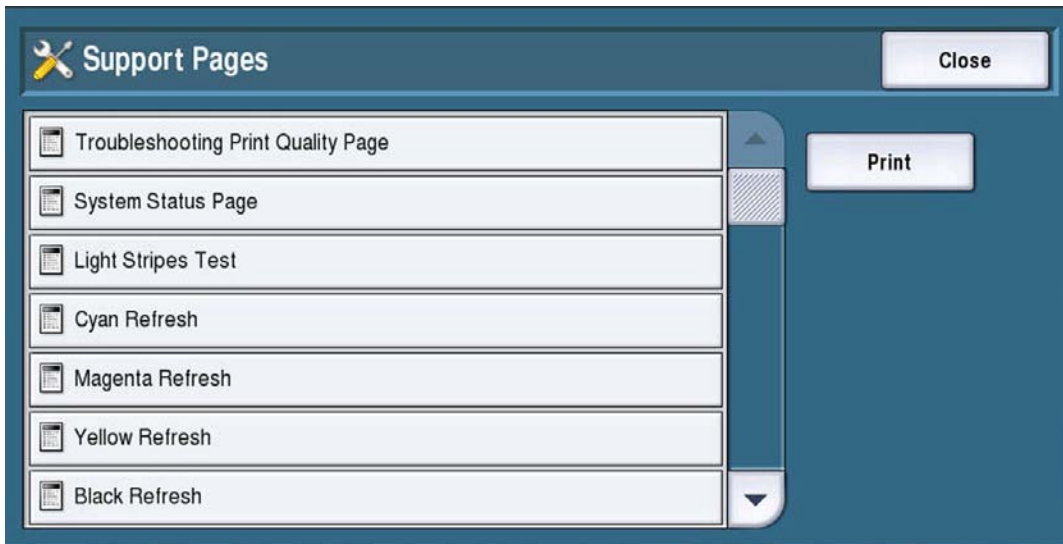 Support Pages
Close
Troubleshooting Print Quality Page
Print
System Status Page
Light Stripes Test
Cyan Refresh
Magenta Refresh
Yellow Refresh
Black Refresh